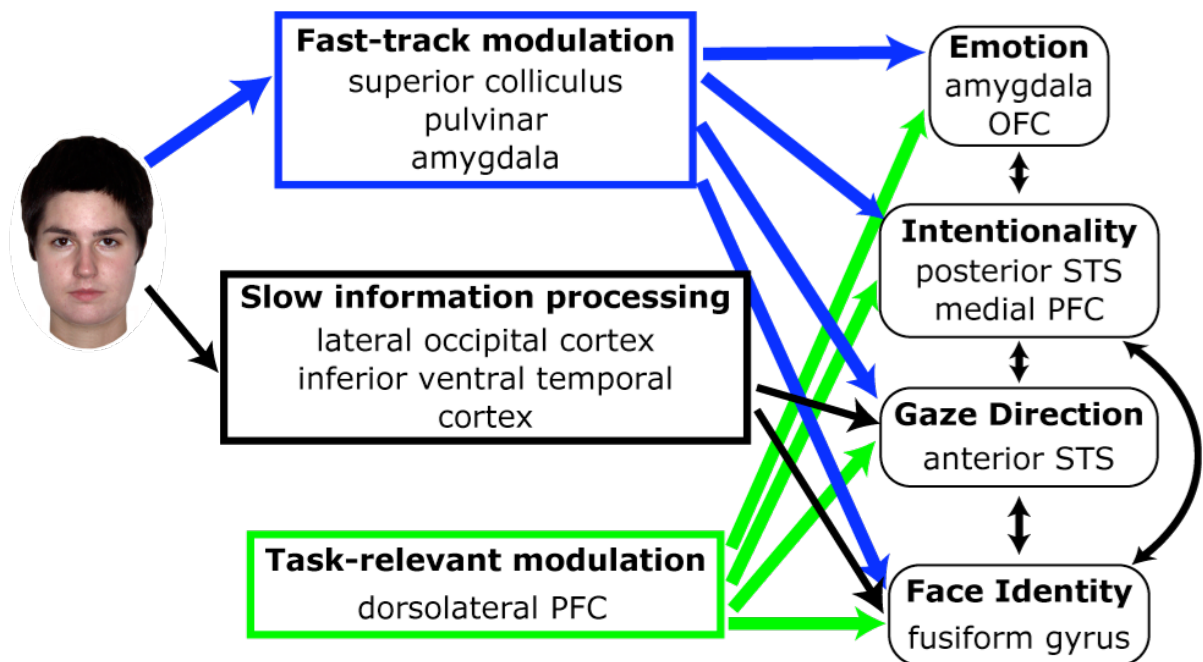 Fast-track modulation
superior colliculus
pulvinar
amygdala
Slow information processing
lateral occipital cortex
inferior ventral temporal
cortex
Task-relevant modulation
dorsolateral PFC
Emotion
amygdala
OFC
Intentionality
posterior STS
medial PFC
Gaze Direction
anterior STS
Face Identity
fusiform gyrus